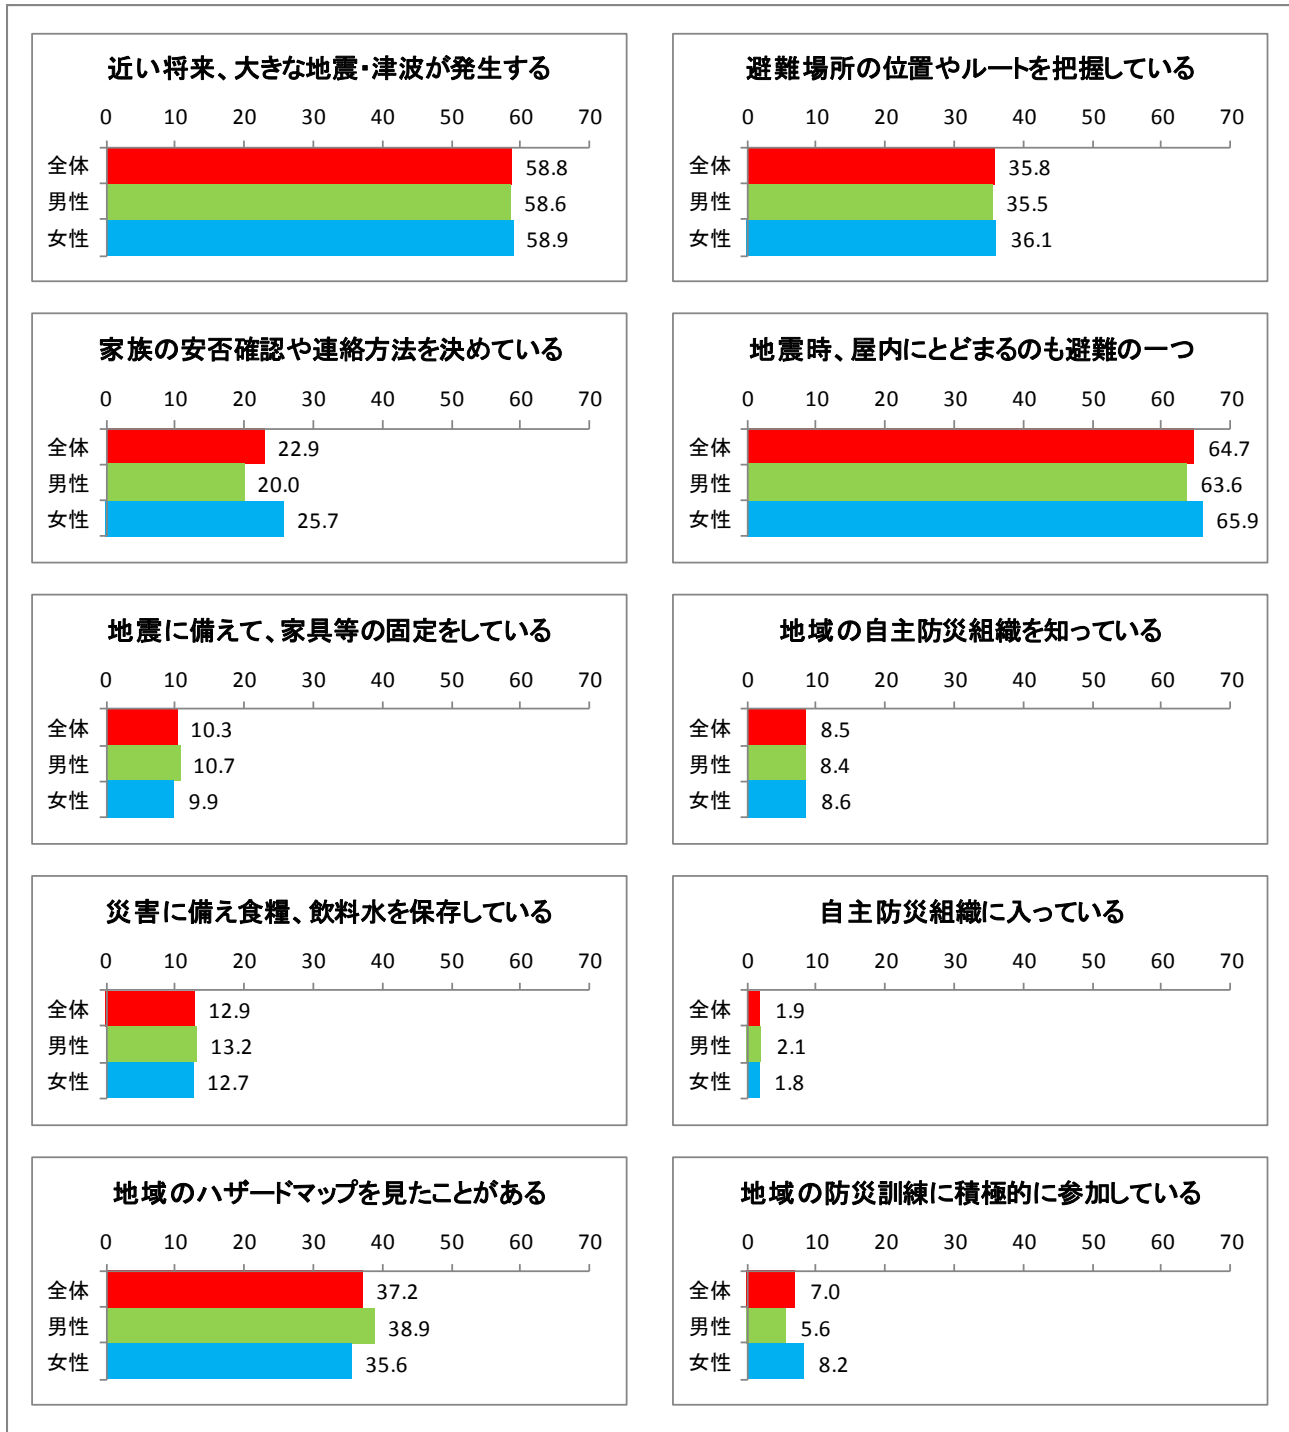 近い将来、大きな地震・津波が発生する
0 10 20 30 40 50 60 70
全体 58.8
男性 58.6
女性 58.9
避難場所の位置やルートを把握している
0 10 20 30 40 50 60 70
全体 35.8
男性 35.5
女性 36.1
家族の安否確認や連絡方法を決めている
0 10 20 30 40 50 60 70
全体 22.9
男性 20.0
女性 25.7
地震時、屋内にとどまるのも避難の一つ
0 10 20 30 40 50 60 70
全体 64.7
男性 63.6
女性 65.9
地震に備えて、家具等の固定をしている
0 10 20 30 40 50 60 70
全体 10.3
男性 10.7
女性 9.9
地域の自主防災組織を知っている
0 10 20 30 40 50 60 70
全体 8.5
男性 8.4
女性 8.6
災害に備え食糧、飲料水を保存している
0 10 20 30 40 50 60 70
全体 12.9
男性 13.2
女性 12.7
自主防災組織に入っている
0 10 20 30 40 50 60 70
全体 1.9
男性 2.1
女性 1.8
地域のハザードマップを見たことがある
0 10 20 30 40 50 60 70
全体 37.2
男性 38.9
女性 35.6
地域の防災訓練に積極的に参加している
0 10 20 30 40 50 60 70
全体 7.0
男性 5.6
女性 8.2